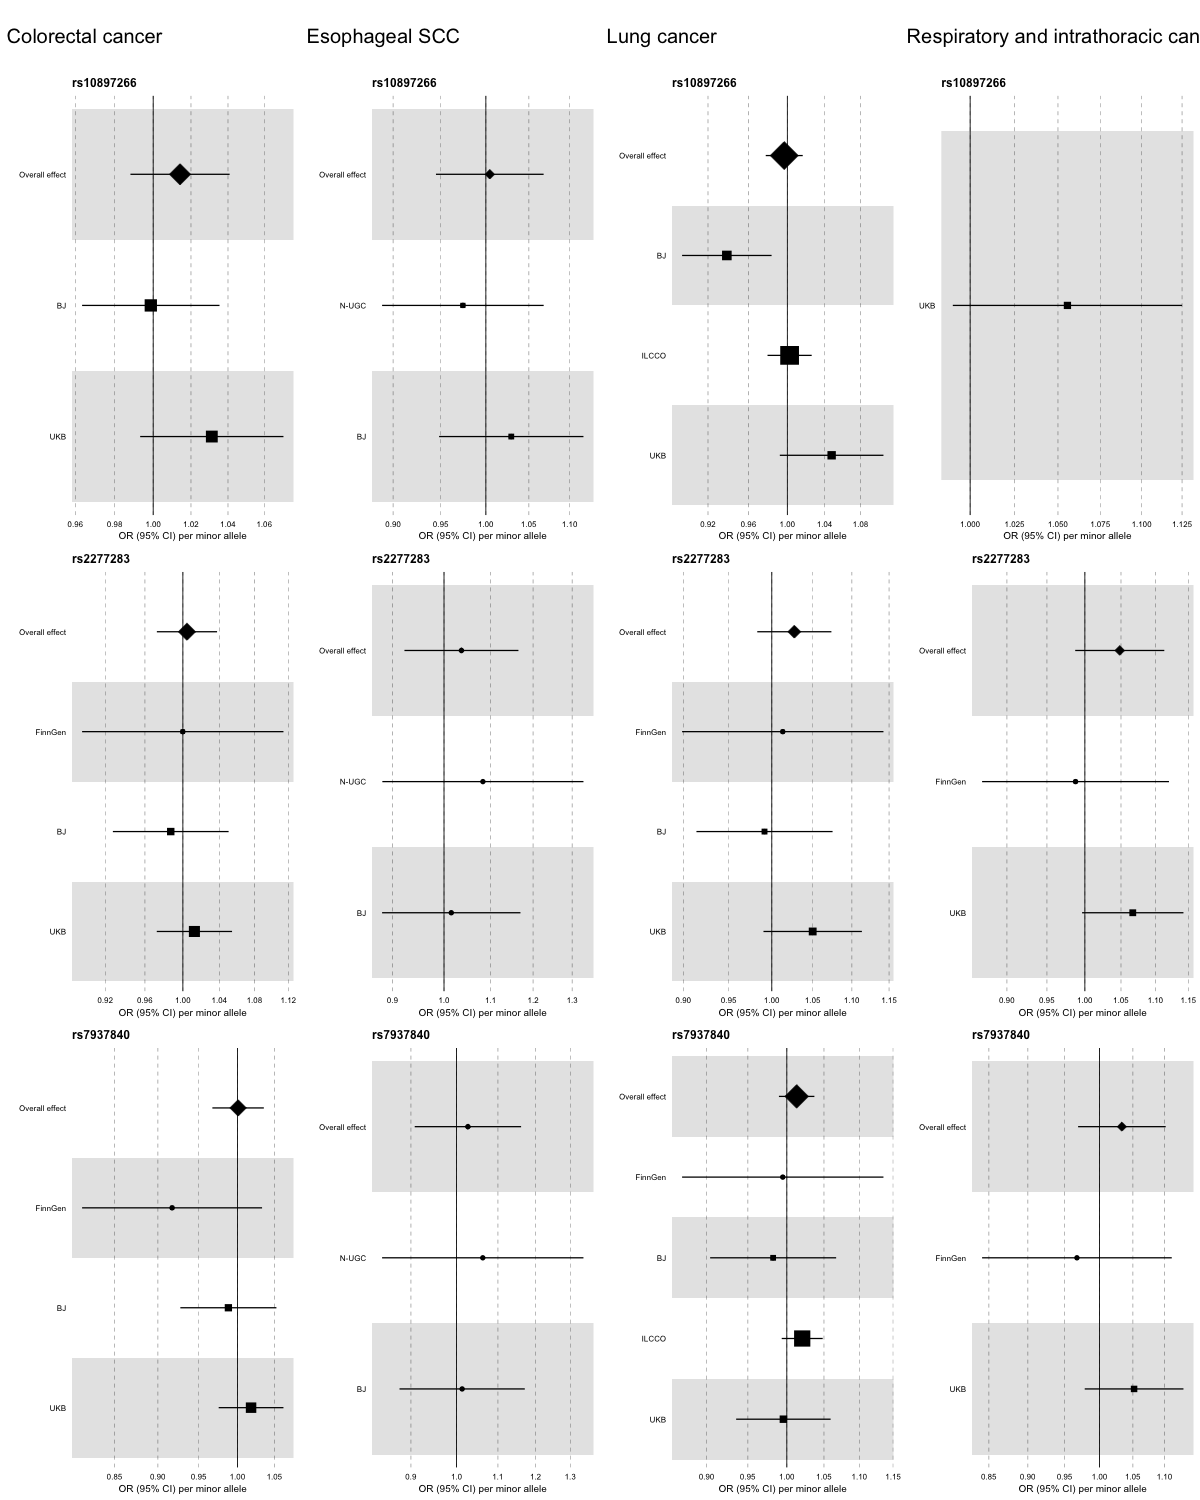 Colorectal cancer
Esophageal SCC
Lung cancer
Respiratory and intrathoracic can
rs10897266
Overall effect
BJ
UKB
0.96 0.98 1.00 1.02 1.04 1.06
OR (95% CI) per minor allele
rs10897266
Overall effect
N-UGC
BJ
0.90 0.95 1.00 1.05 1.10
OR (95% CI) per minor allele
rs10897266
Overall effect
BJ
ILCCO
UKB
0.92 0.96 1.00 1.04 1.08
OR (95% CI) per minor allele
rs10897266
UKB
1.000 1.025 1.050 1.075 1.100 1.125
OR (95% CI) per minor allele
rs2277283
Overall effect
FinnGen
BJ
UKB
0.92 0.96 1.00 1.04 1.08 1.12
OR (95% CI) per minor allele
rs2277283
Overall effect
N-UGC
BJ
0.9 1.0 1.1 1.2 1.3
OR (95% CI) per minor allele
rs2277283
Overall effect
FinnGen
BJ
UKB
0.90 0.95 1.00 1.05 1.10 1.15
OR (95% CI) per minor allele
rs2277283
Overall effect
FinnGen
UKB
0.90 0.95 1.00 1.05 1.10 1.15
OR (95% CI) per minor allele
rs7937840
Overall effect
FinnGen
BJ
UKB
0.85 0.90 0.95 1.00 1.05
OR (95% CI) per minor allele
rs7937840
Overall effect
N-UGC
BJ
0.9 1.0 1.1 1.2 1.3
OR (95% CI) per minor allele
rs7937840
Overall effect
FinnGen
BJ
ILCCO
UKB
0.90 0.95 1.00 1.05 1.10 1.15
OR (95% CI) per minor allele
rs7937840
Overall effect
FinnGen
UKB
0.85 0.90 0.95 1.00 1.05 1.10
OR (95% CI) per minor allele